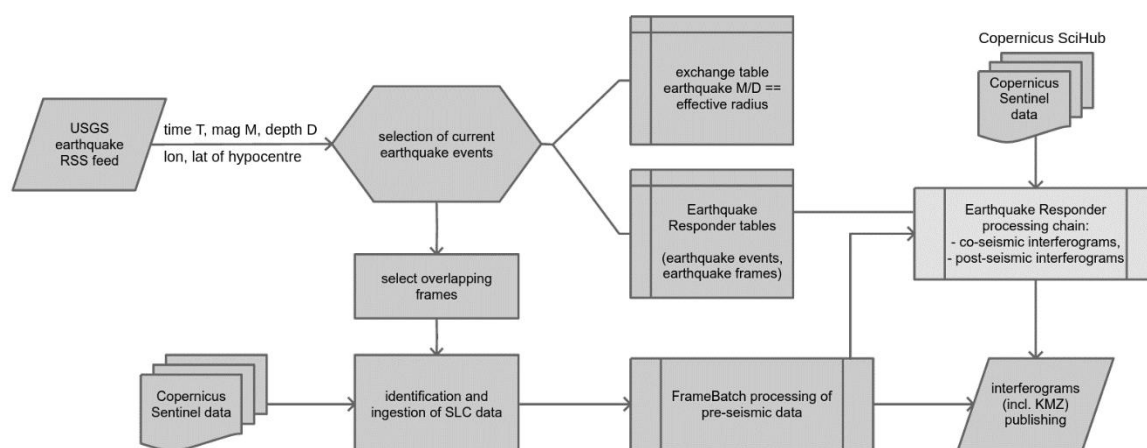 USGS
earthquake
RSS feed
time T, mag M, depth D
lon, lat of hypocentre
selection of current
earthquake events
exchange table
earthquake M/D ==
effective radius
Earthquake
Responder tables
(earthquake events,
earthquake frames)
Copernicus SciHub
Copernicus
Sentinel
data
Earthquake Responder
processing chain:
- co-seismic interferograms,
- post-seismic interferograms
select overlapping
frames
Copernicus
Sentinel data
identification and
ingestion of SLC data
FrameBatch processing of
pre-seismic data
interferograms
(incl. KMZ)
publishing